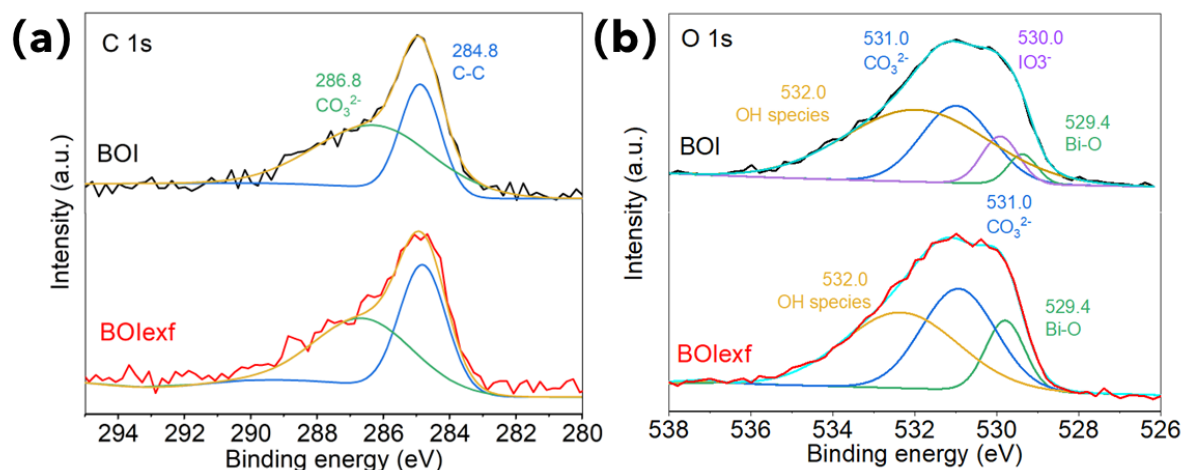 (a)
C 1s
284.8
C-C
286.8
CO₃²⁻
BOI
BOIexf
Intensity (a.u.)
294 292 290 288 286 284 282 280
Binding energy (eV)
(b)
O 1s
531.0
CO₃²⁻
530.0
IO3⁻
532.0
OH species
529.4
Bi-O
BOI
531.0
CO₃²⁻
532.0
OH species
529.4
Bi-O
BOIexf
Intensity (a.u.)
538 536 534 532 530 528 526
Binding energy (eV)